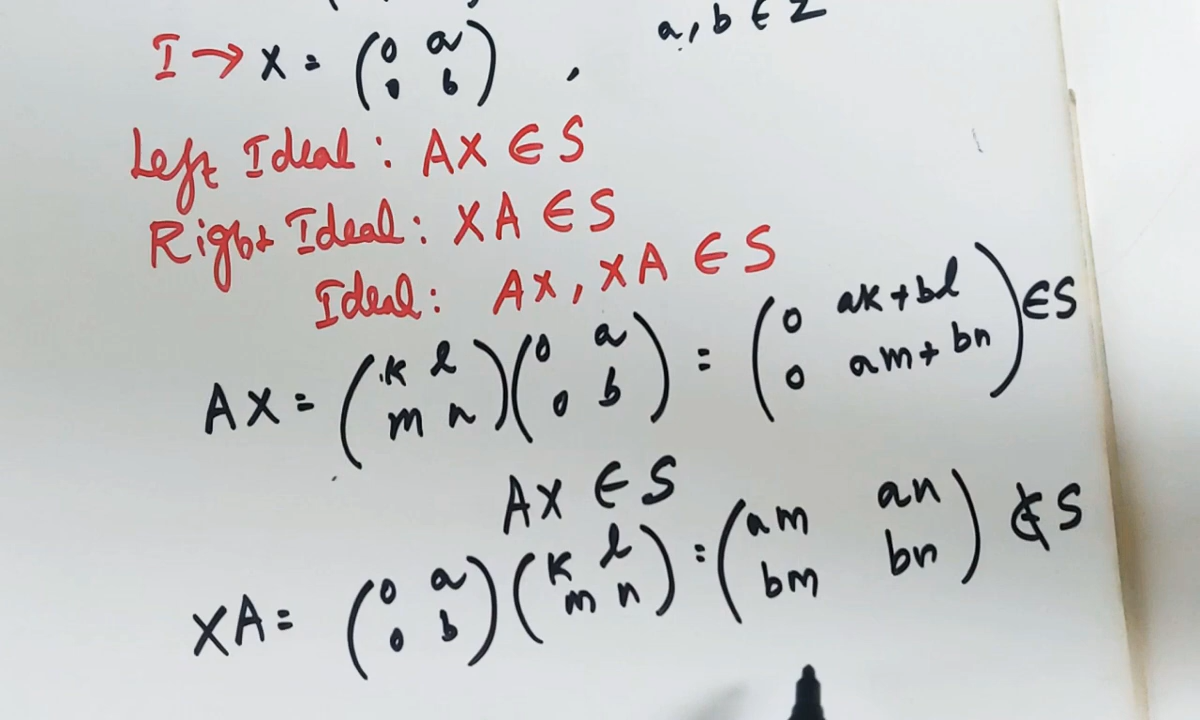 I → X = (0 a
0 b) , a, b ∈ Z
Left Ideal : AX ∈ S
Right Ideal : XA ∈ S
Ideal : AX, XA ∈ S
AX = (k l
m n)(0 a
0 b) = (0 ak + bl
0 am + bn) ∈ S
AX ∈ S
XA = (0 a
0 b)(k l
m n) = (am an
bm bn) ∉ S